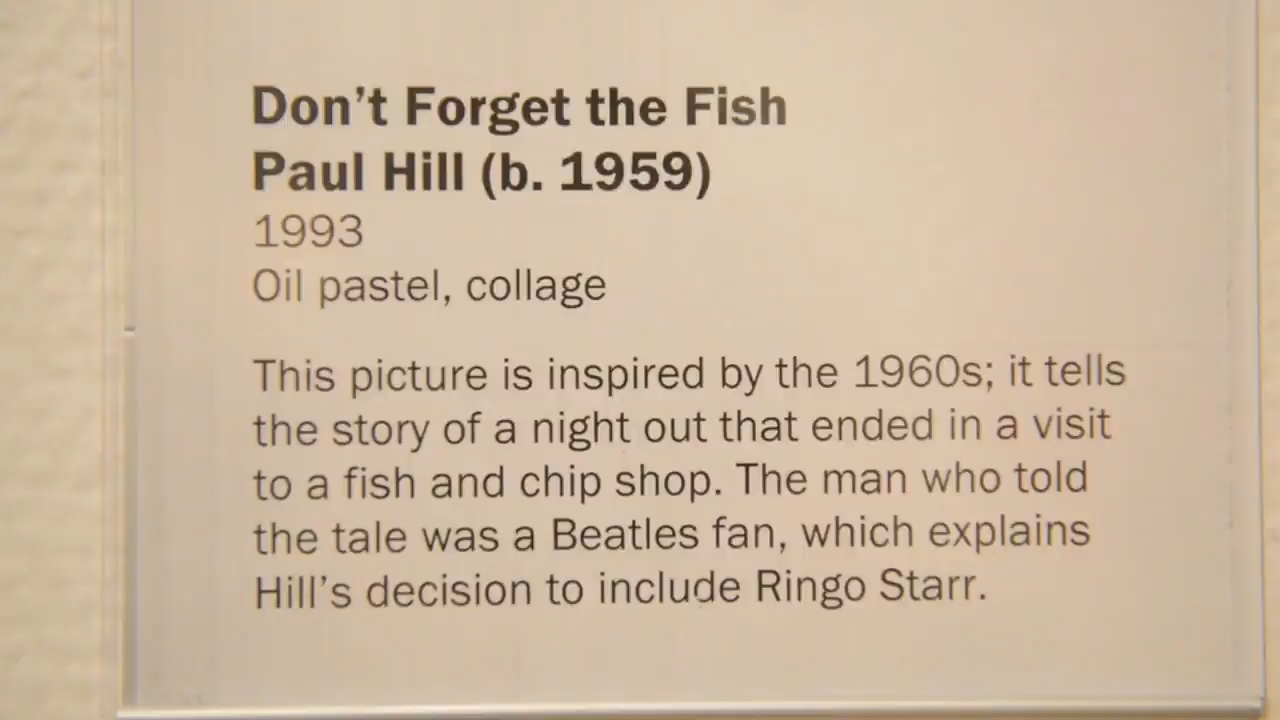 Don’t Forget the Fish
Paul Hill (b. 1959)
1993
Oil pastel, collage
This picture is inspired by the 1960s; it tells
the story of a night out that ended in a visit
to a fish and chip shop. The man who told
the tale was a Beatles fan, which explains
Hill’s decision to include Ringo Starr.